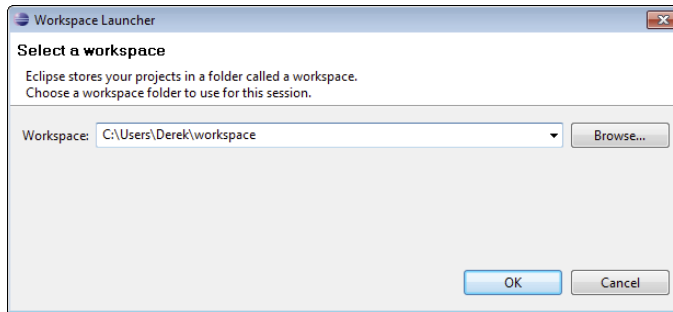 Workspace Launcher
Select a workspace
Eclipse stores your projects in a folder called a workspace.
Choose a workspace folder to use for this session.
Workspace: C:\Users\Derek\workspace Browse...
OK Cancel